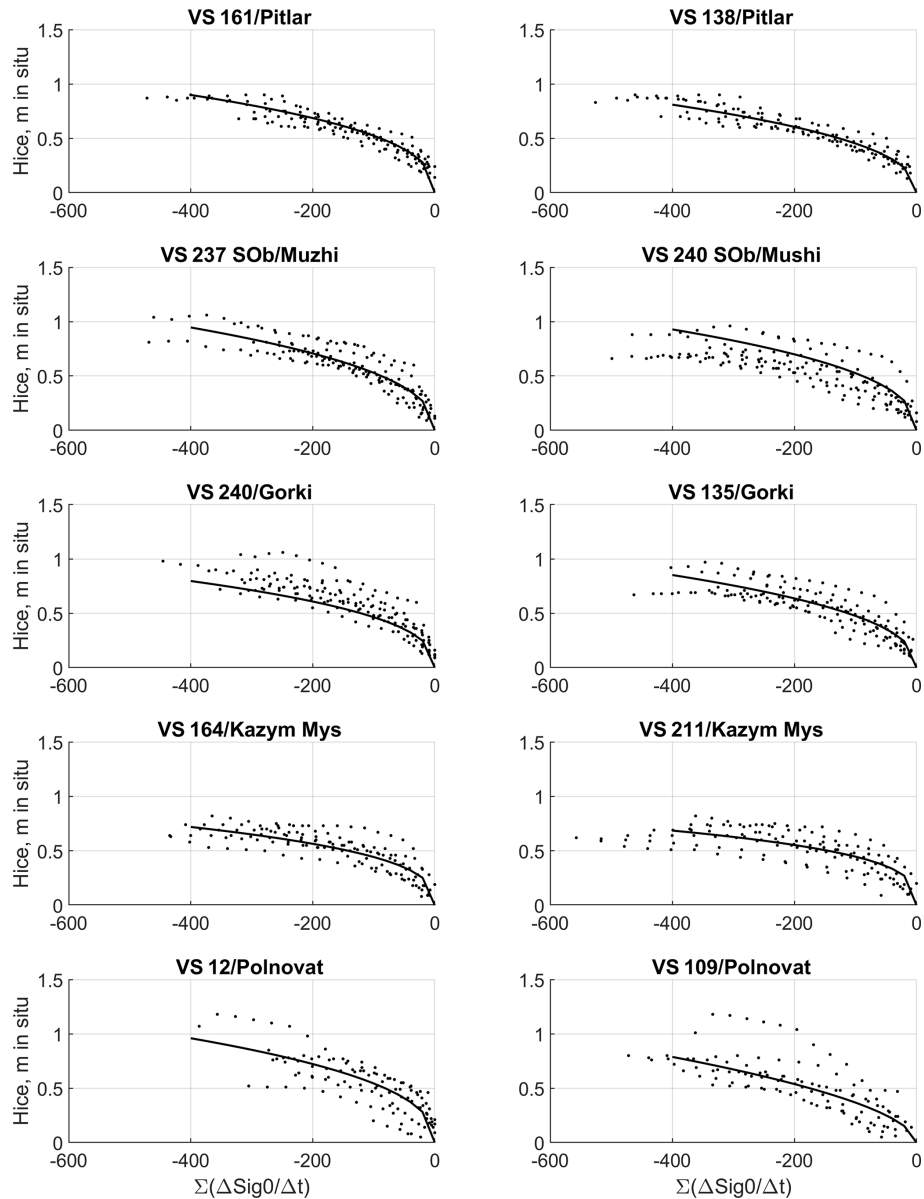 VS 161/Pitlar
VS 138/Pitlar
1.5
1
0.5
0
Hice, m in situ
-600 -400 -200 0
1.5
1
0.5
0
-600 -400 -200 0
VS 237 SOb/Muzhi
VS 240 SOb/Mushi
1.5
1
0.5
0
Hice, m in situ
-600 -400 -200 0
1.5
1
0.5
0
-600 -400 -200 0
VS 240/Gorki
VS 135/Gorki
1.5
1
0.5
0
Hice, m in situ
-600 -400 -200 0
1.5
1
0.5
0
-600 -400 -200 0
VS 164/Kazym Mys
VS 211/Kazym Mys
1.5
1
0.5
0
Hice, m in situ
-600 -400 -200 0
1.5
1
0.5
0
-600 -400 -200 0
VS 12/Polnovat
VS 109/Polnovat
1.5
1
0.5
0
Hice, m in situ
-600 -400 -200 0
Σ(ΔSig0/Δt)
1.5
1
0.5
0
-600 -400 -200 0
Σ(ΔSig0/Δt)